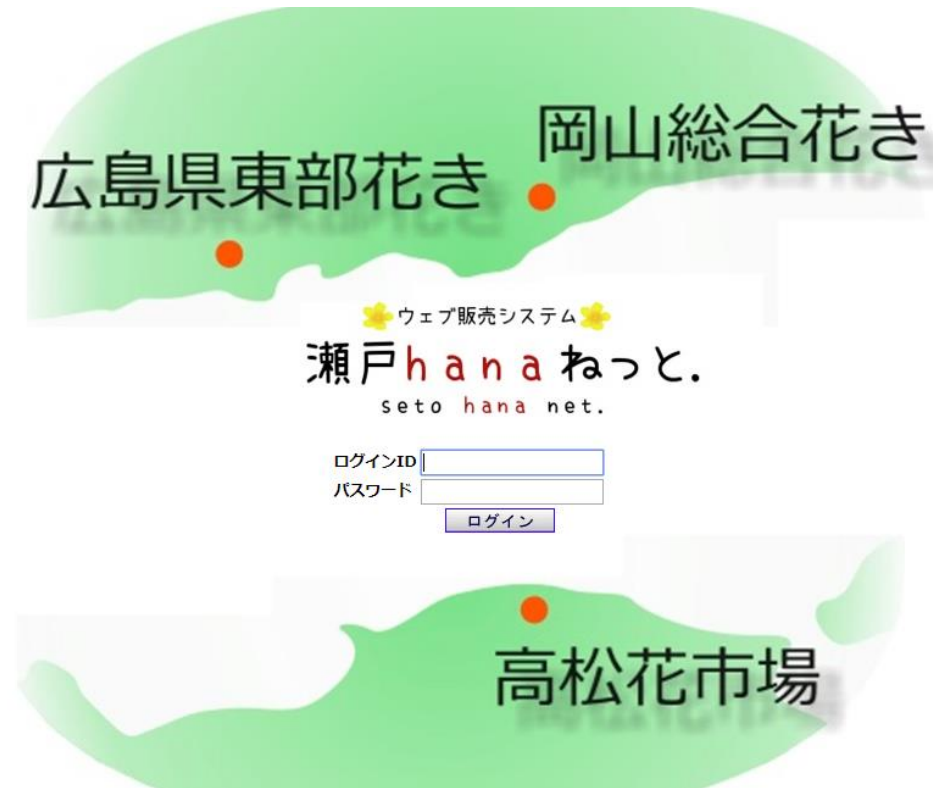 岡山総合花き
広島県東部花き
ウェブ販売システム
瀬戸hanaねっと.
seto hana net.
ログインID
パスワード
ログイン
高松花市場